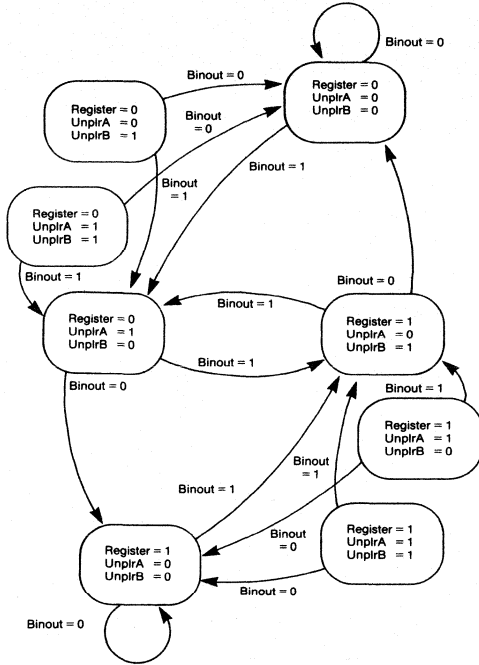 Binout = 0
Register = 0
UnplrA = 0
UnplrB = 0
Binout = 0
Register = 0
UnplrA = 0
UnplrB = 1
Binout
= 0
Binout = 1
Binout
= 1
Register = 0
UnplrA = 1
UnplrB = 1
Binout = 1
Binout = 0
Register = 0
UnplrA = 1
UnplrB = 0
Binout = 1
Register = 1
UnplrA = 0
UnplrB = 1
Binout = 1
Binout = 0
Binout = 1
Register = 1
UnplrA = 1
UnplrB = 0
Binout
= 1
Binout = 1
Register = 1
UnplrA = 1
UnplrB = 1
Binout
= 0
Register = 1
UnplrA = 0
UnplrB = 0
Binout = 0
Binout = 0